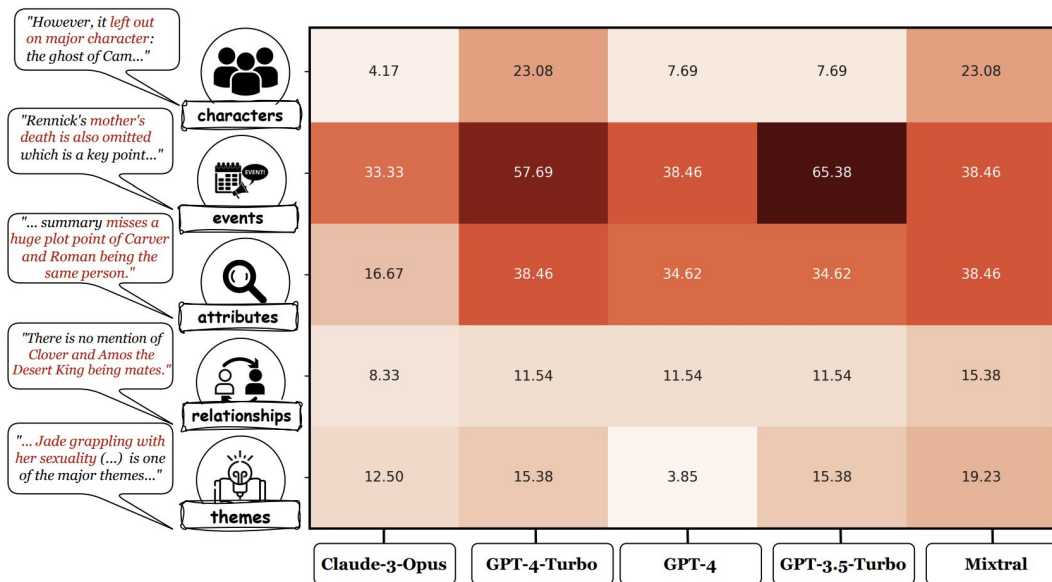 "However, it left out
on major character:
the ghost of Cam..."
characters
4.17 23.08 7.69 7.69 23.08
"Rennick's mother's
death is also omitted
which is a key point..."
EVENT!
events
33.33 57.69 38.46 65.38 38.46
"... summary misses a
huge plot point of Carver
and Roman being the
same person."
attributes
16.67 38.46 34.62 34.62 38.46
"There is no mention of
Clover and Amos the
Desert King being mates."
relationships
8.33 11.54 11.54 11.54 15.38
"... Jade grappling with
her sexuality (...) is one
of the major themes..."
themes
12.50 15.38 3.85 15.38 19.23
Claude-3-Opus GPT-4-Turbo GPT-4 GPT-3.5-Turbo Mixtral